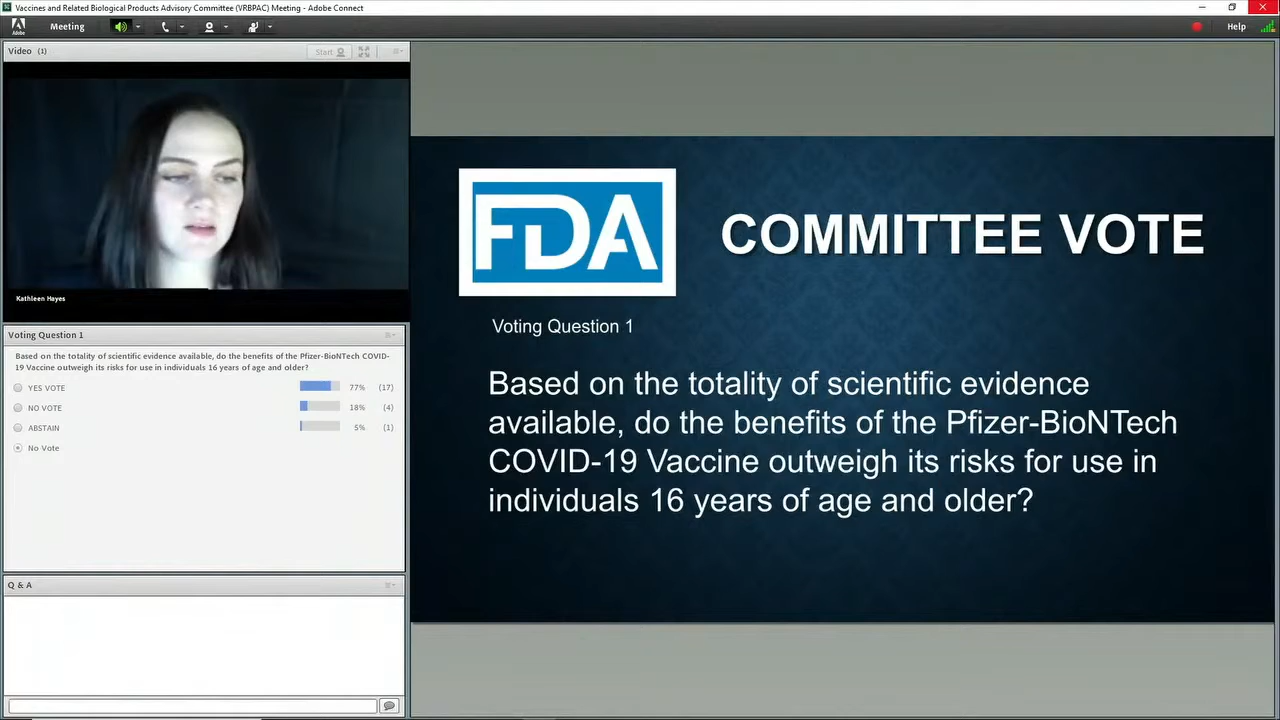 Vaccines and Related Biological Products Advisory Committee (VRBPAC) Meeting - Adobe Connect
Adobe
Meeting
Help
Video (1)
Start
Kathleen Hayes
Voting Question 1
Based on the totality of scientific evidence available, do the benefits of the Pfizer-BioNTech COVID-
19 Vaccine outweigh its risks for use in individuals 16 years of age and older?
YES VOTE 77% (17)
NO VOTE 18% (4)
ABSTAIN 5% (1)
No Vote
Q & A
FDA
COMMITTEE VOTE
Voting Question 1
Based on the totality of scientific evidence
available, do the benefits of the Pfizer-BioNTech
COVID-19 Vaccine outweigh its risks for use in
individuals 16 years of age and older?